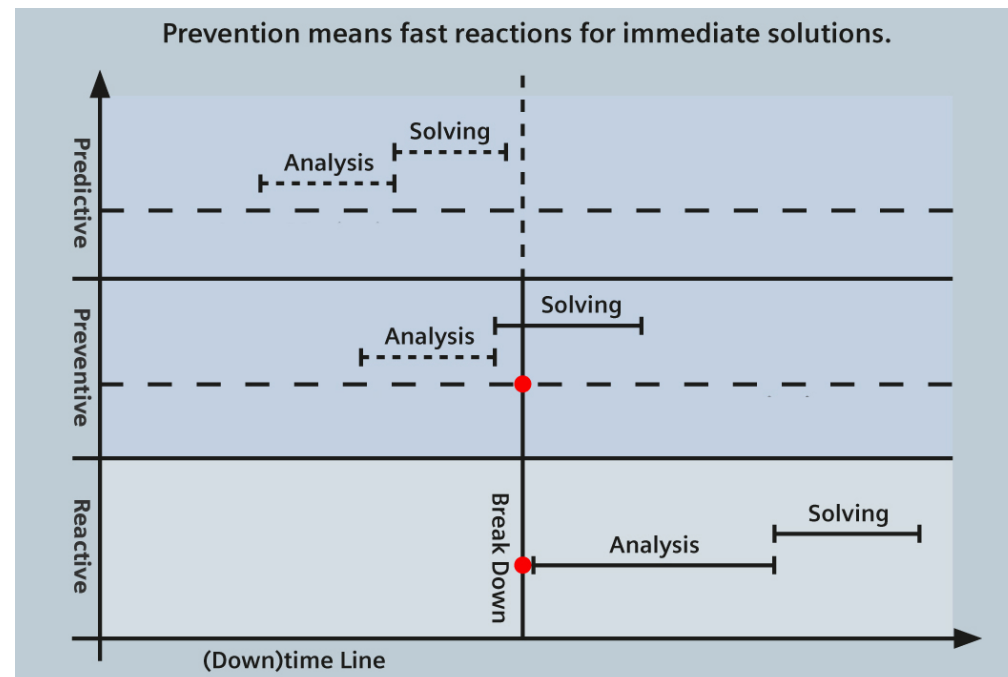 Prevention means fast reactions for immediate solutions.
Predictive
Analysis
Solving
Preventive
Analysis
Solving
Reactive
Break Down
Analysis
Solving
(Down)time Line